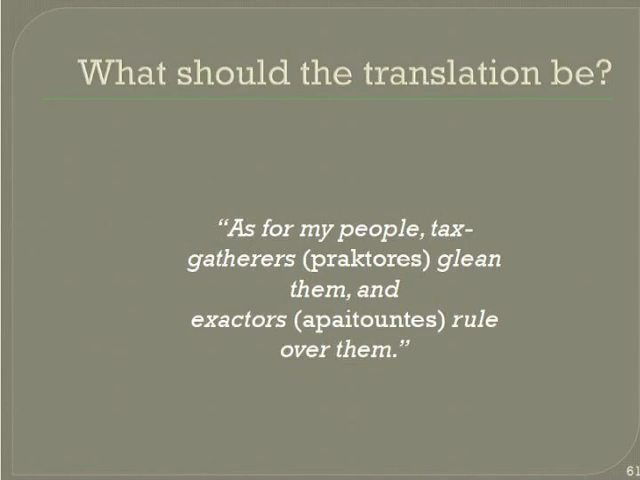 What should the translation be?
“As for my people, tax-
gatherers (praktores) glean
them, and
exactors (apaitountes) rule
over them.”
61